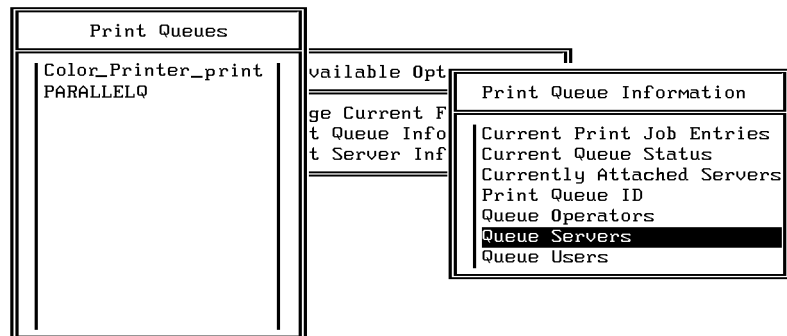 Print Queues
Color_Printer_print
PARALLELQ
vailable Opt
ge Current F
t Queue Info
t Server Inf
Print Queue Information
Current Print Job Entries
Current Queue Status
Currently Attached Servers
Print Queue ID
Queue Operators
Queue Servers
Queue Users